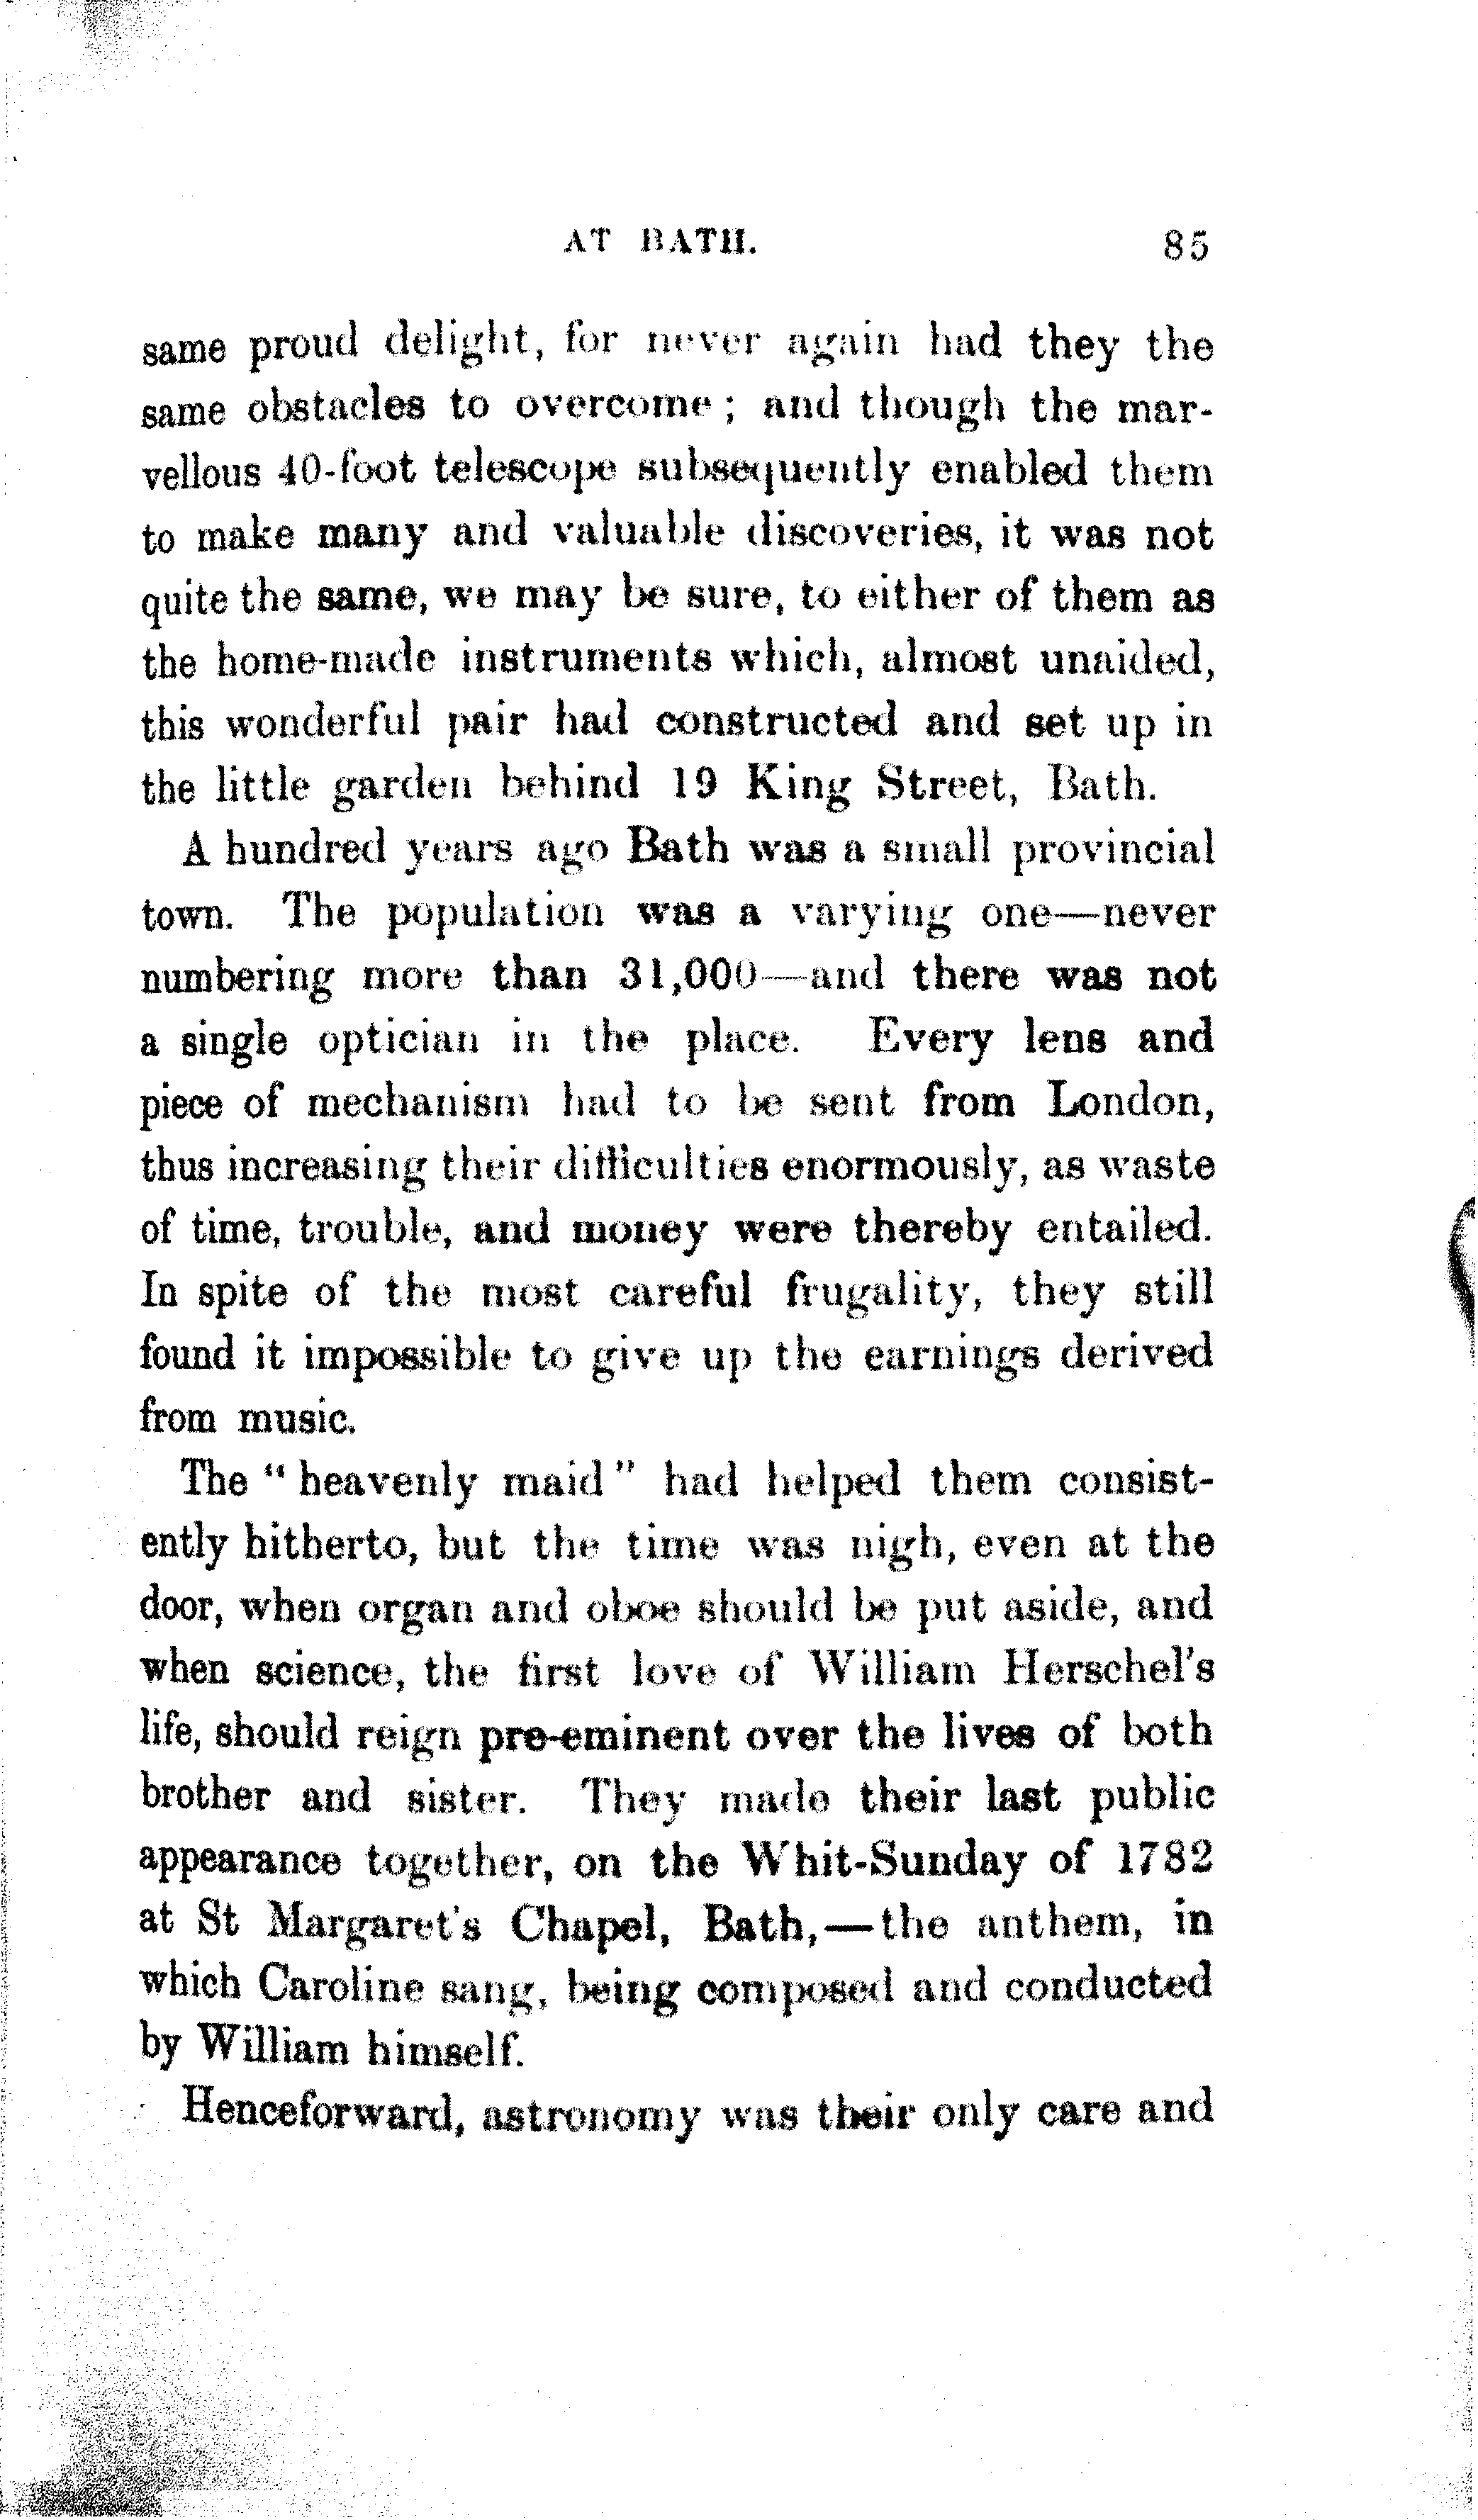 AT BATH. 85
same proud delight, for never again had they the
same obstacles to overcome; and though the mar-
vellous 40-foot telescope subsequently enabled them
to make many and valuable discoveries, it was not
quite the same, we may be sure, to either of them as
the home-made instruments which, almost unaided,
this wonderful pair had constructed and set up in
the little garden behind 19 King Street, Bath.
A hundred years ago Bath was a small provincial
town. The population was a varying one—never
numbering more than 31,000—and there was not
a single optician in the place. Every lens and
piece of mechanism had to be sent from London,
thus increasing their difficulties enormously, as waste
of time, trouble, and money were thereby entailed.
In spite of the most careful frugality, they still
found it impossible to give up the earnings derived
from music.
The "heavenly maid" had helped them consist-
ently hitherto, but the time was nigh, even at the
door, when organ and oboe should be put aside, and
when science, the first love of William Herschel's
life, should reign pre-eminent over the lives of both
brother and sister. They made their last public
appearance together, on the Whit-Sunday of 1782
at St Margaret's Chapel, Bath,—the anthem, in
which Caroline sang, being composed and conducted
by William himself.
Henceforward, astronomy was their only care and